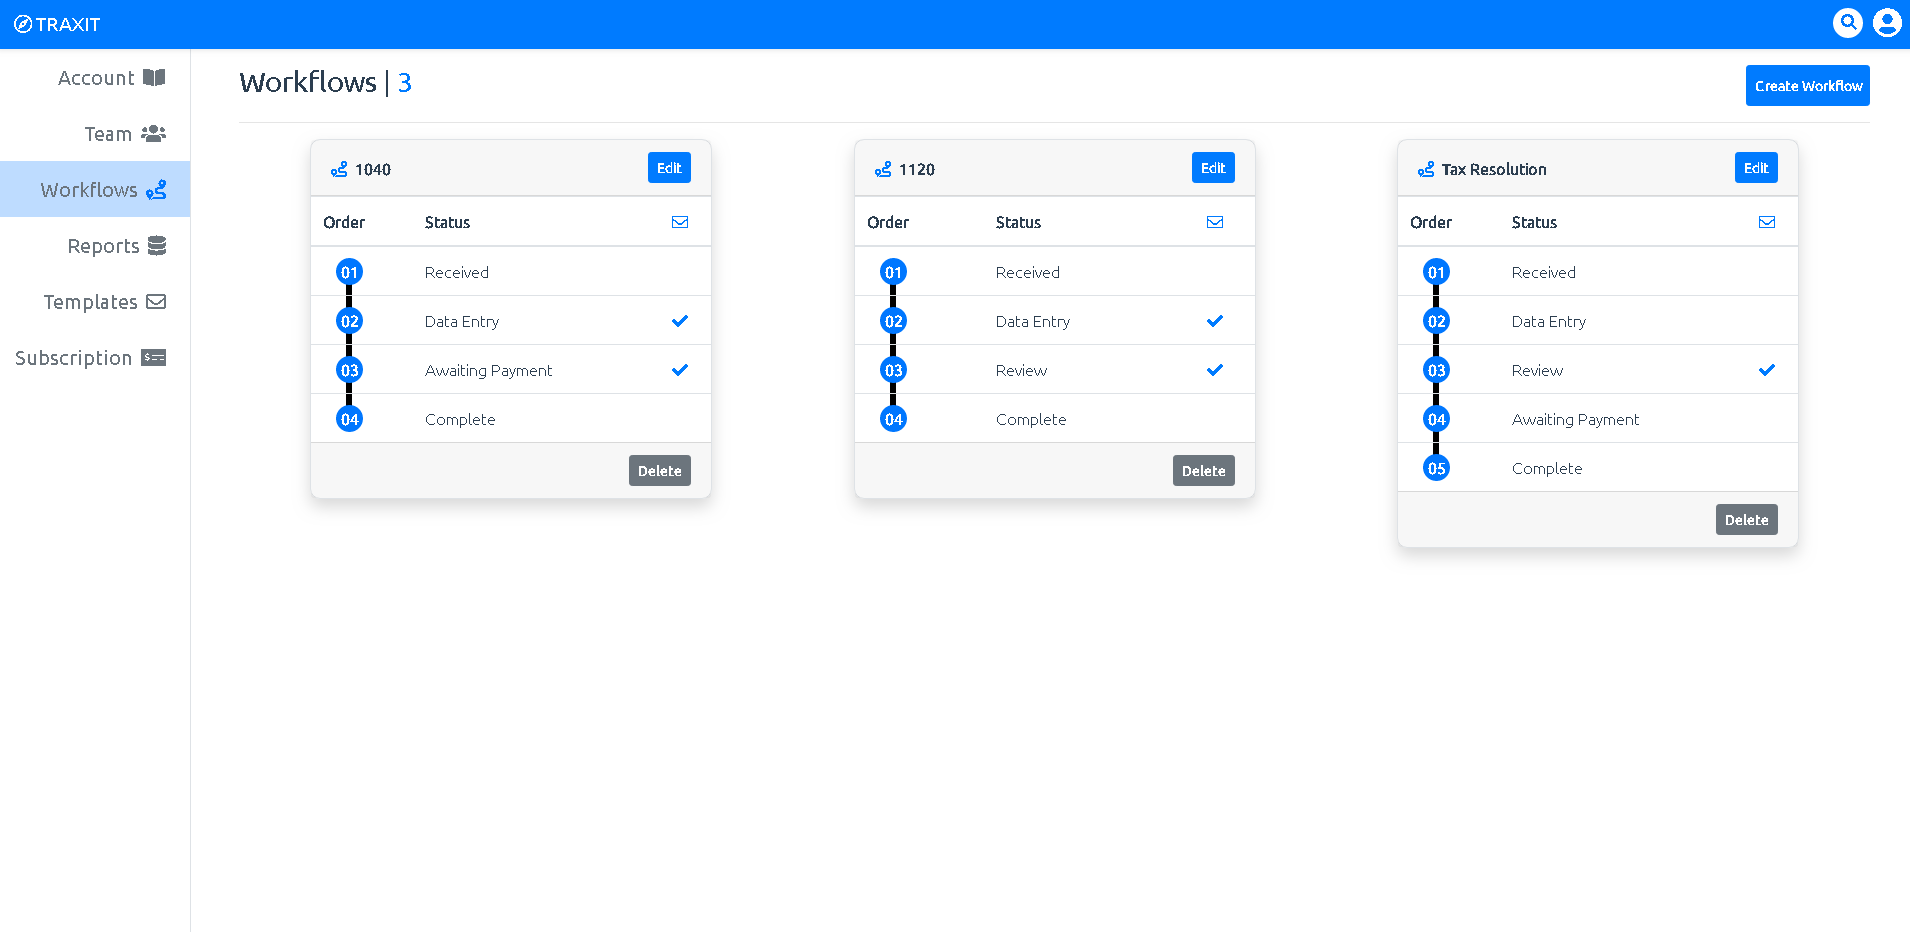 TRAXIT
Account
Team
Workflows
Reports
Templates
Subscription
Workflows | 3
Create Workflow
1040
Edit
Order Status
01 Received
02 Data Entry
03 Awaiting Payment
04 Complete
Delete
1120
Edit
Order Status
01 Received
02 Data Entry
03 Review
04 Complete
Delete
Tax Resolution
Edit
Order Status
01 Received
02 Data Entry
03 Review
04 Awaiting Payment
05 Complete
Delete